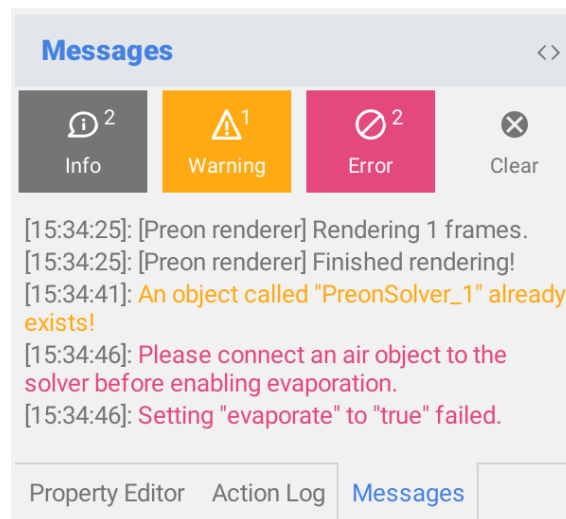 Messages
<>
2 1 2
Info Warning Error Clear
[15:34:25]: [Preon renderer] Rendering 1 frames.
[15:34:25]: [Preon renderer] Finished rendering!
[15:34:41]: An object called "PreonSolver_1" already
exists!
[15:34:46]: Please connect an air object to the
solver before enabling evaporation.
[15:34:46]: Setting "evaporate" to "true" failed.
Property Editor Action Log Messages